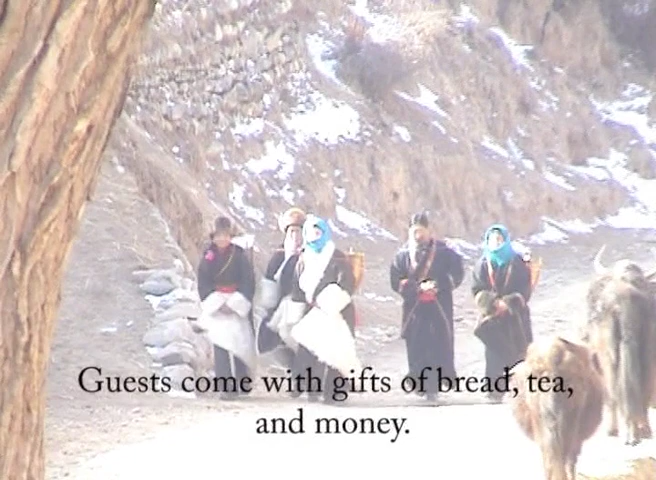 Guests come with gifts of bread, tea,
and money.